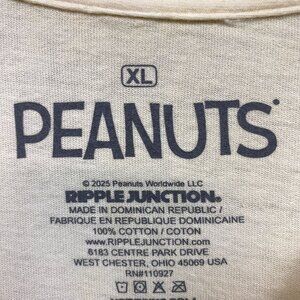 XL
PEANUTS
© 2025 Peanuts Worldwide LLC
RIPPLE JUNCTION.
MADE IN DOMINICAN REPUBLIC /
FABRIQUE EN REPUBLIQUE DOMINICAINE
100% COTTON / COTON
www.RIPPLEJUNCTION.com
6183 CENTRE PARK DRIVE
WEST CHESTER, OHIO 45069 USA
RN#110927